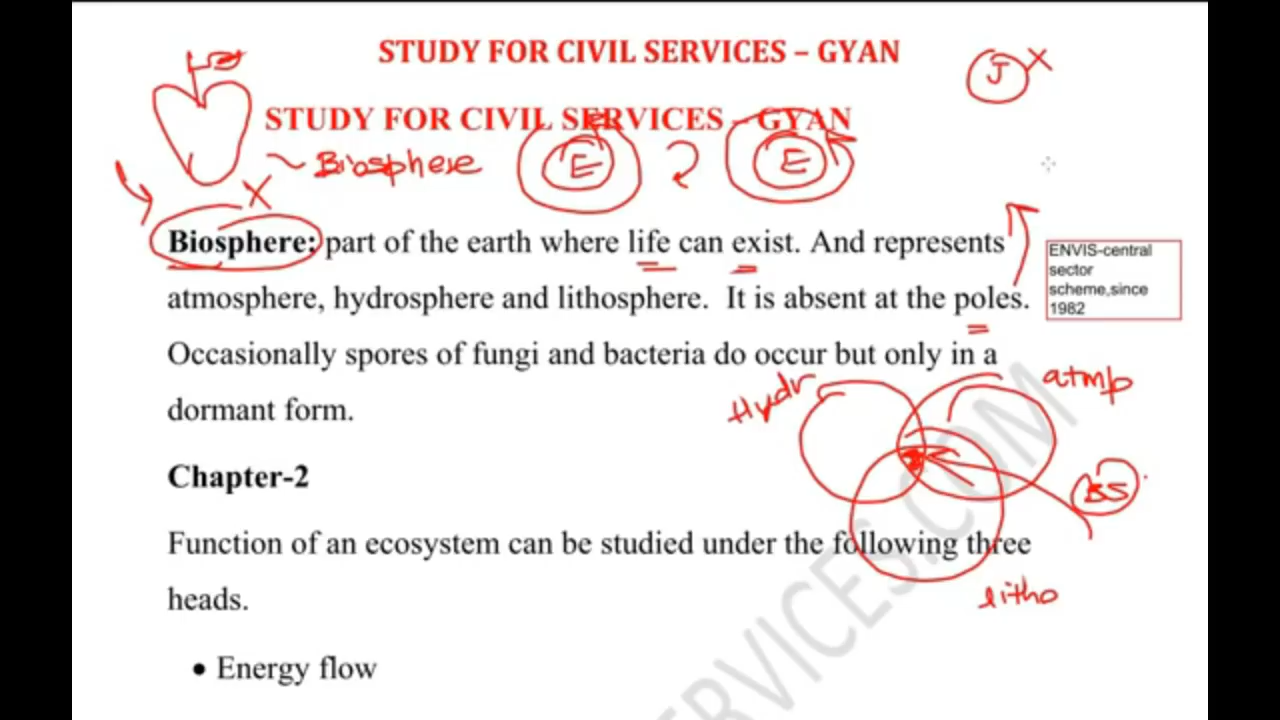 STUDY FOR CIVIL SERVICES – GYAN
J
STUDY FOR CIVIL SERVICES – GYAN
~ Biosphere E E
Biosphere: part of the earth where life can exist. And represents
atmosphere, hydrosphere and lithosphere. It is absent at the poles.
ENVIS-central
sector
scheme,since
1982
Occasionally spores of fungi and bacteria do occur but only in a
dormant form.
Hydr
atmp
Chapter-2
BS
Function of an ecosystem can be studied under the following three
heads.
litho
• Energy flow
ERVICES.COM